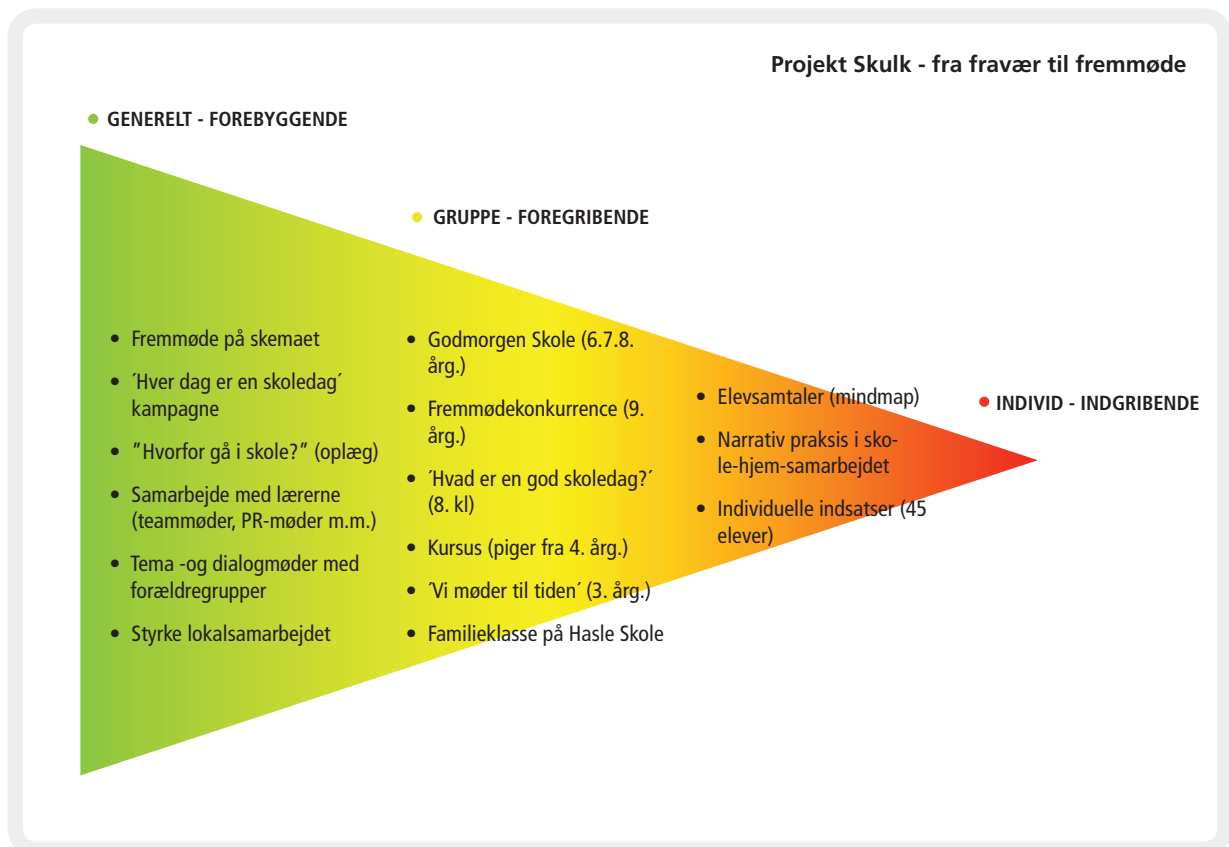 Projekt Skulk - fra fravær til fremmøde
• GENERELT - FOREBYGGENDE
• Fremmøde på skemaet
• ´Hver dag er en skoledag´
kampagne
• ”Hvorfor gå i skole?” (oplæg)
• Samarbejde med lærerne
(teammøder, PR-møder m.m.)
• Tema -og dialogmøder med
forældregrupper
• Styrke lokalsamarbejdet
• GRUPPE - FOREGRIBENDE
• Godmorgen Skole (6.7.8.
årg.)
• Fremmødekonkurrence (9.
årg.)
• ´Hvad er en god skoledag?´
(8. kl)
• Kursus (piger fra 4. årg.)
• ´Vi møder til tiden´ (3. årg.)
• Familieklasse på Hasle Skole
• INDIVID - INDGRIBENDE
• Elevsamtaler (mindmap)
• Narrativ praksis i sko-
le-hjem-samarbejdet
• Individuelle indsatser (45
elever)